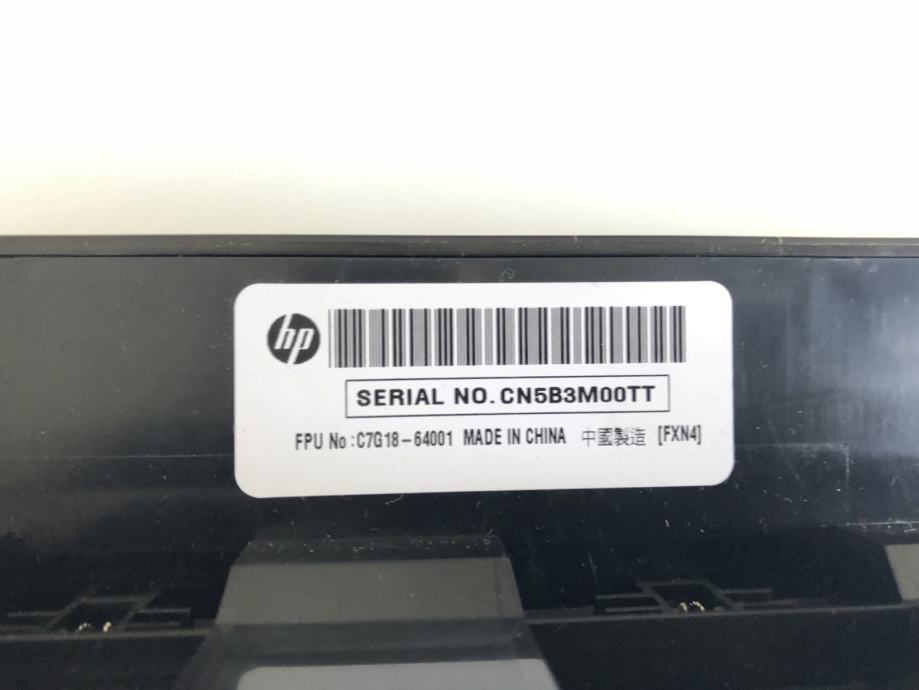 hp
SERIAL NO. CN5B3M00TT
FPU No :C7G18-64001 MADE IN CHINA 中國製造 [FXN4]